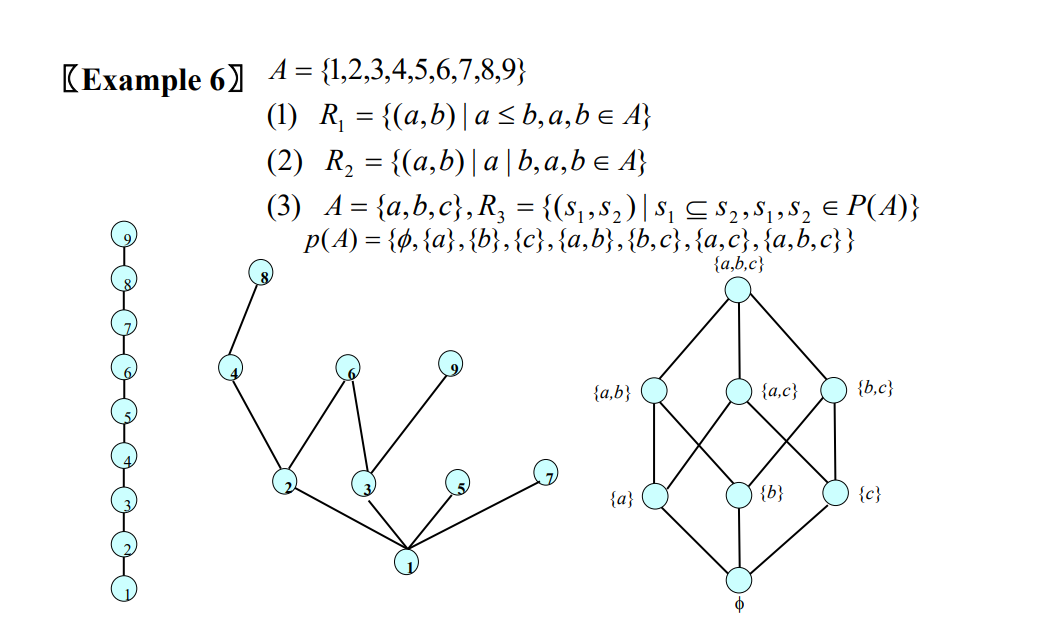 〖Example 6〗 A = {1,2,3,4,5,6,7,8,9}
(1) R₁ = {(a,b) | a ≤ b, a,b ∈ A}
(2) R₂ = {(a,b) | a | b, a,b ∈ A}
(3) A = {a,b,c}, R₃ = {(s₁,s₂) | s₁ ⊆ s₂, s₁,s₂ ∈ P(A)}
p(A) = {ϕ,{a},{b},{c},{a,b},{b,c},{a,c},{a,b,c}}
9
8
7
6
5
4
3
2
1
8
4
6
9
2
3
5
7
1
{a,b,c}
{a,b}
{a,c}
{b,c}
{a}
{b}
{c}
ϕ